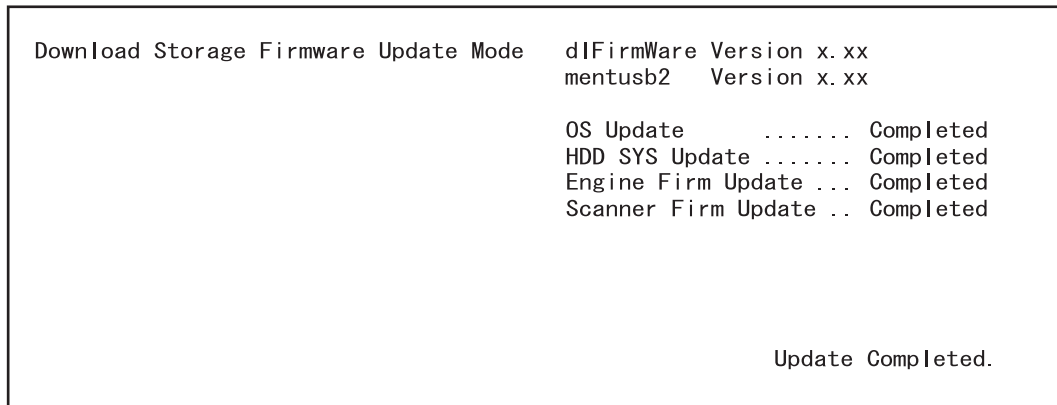 Download Storage Firmware Update Mode dlFirmWare Version x.xx
mentusb2 Version x.xx
OS Update ....... Completed
HDD SYS Update ....... Completed
Engine Firm Update ... Completed
Scanner Firm Update .. Completed
Update Completed.